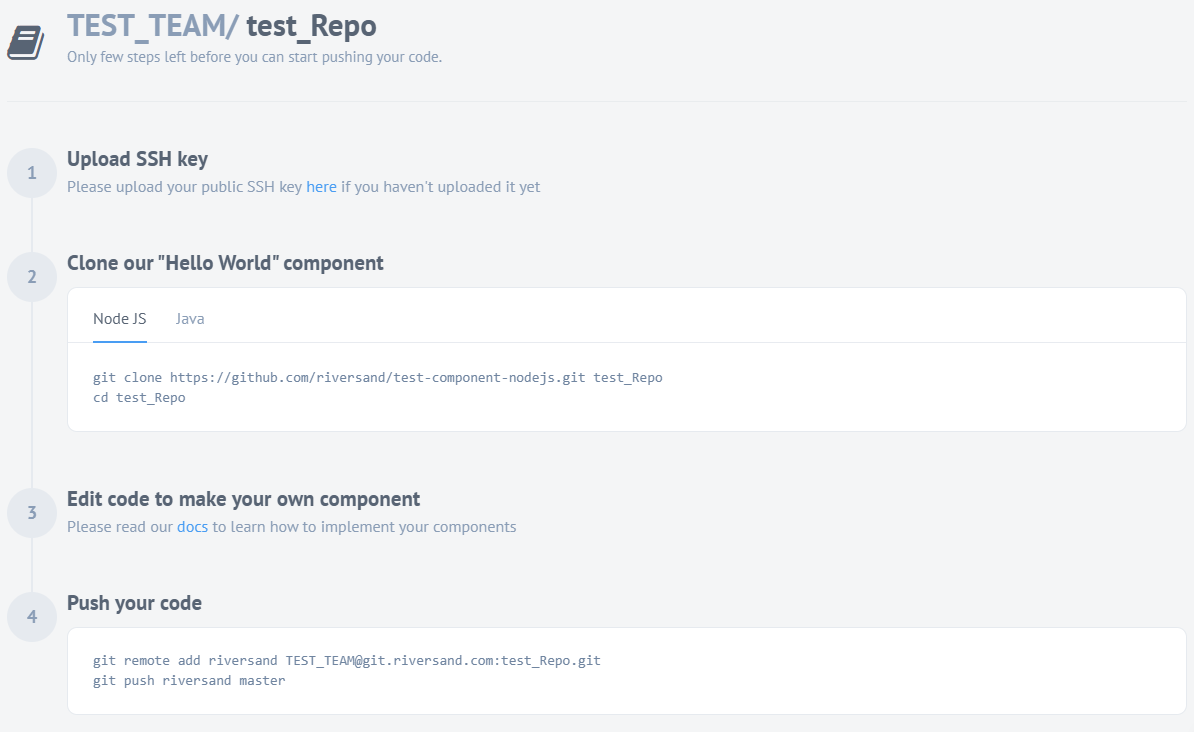 TEST_TEAM/ test_Repo
Only few steps left before you can start pushing your code.
1
Upload SSH key
Please upload your public SSH key here if you haven't uploaded it yet
2
Clone our "Hello World" component
Node JS Java
git clone https://github.com/riversand/test-component-nodejs.git test_Repo
cd test_Repo
3
Edit code to make your own component
Please read our docs to learn how to implement your components
4
Push your code
git remote add riversand TEST_TEAM@git.riversand.com:test_Repo.git
git push riversand master